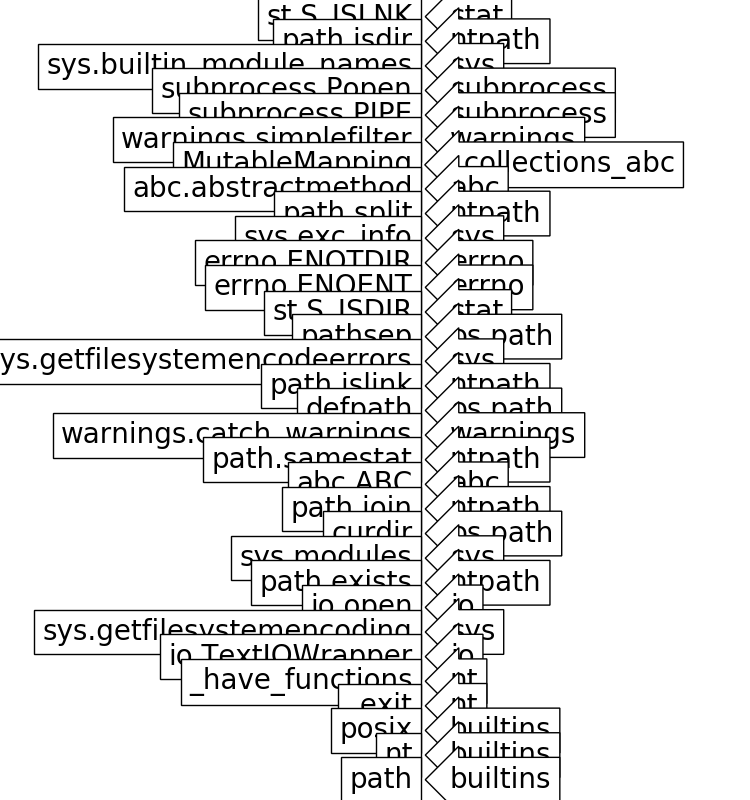 st.S_ISLNK stat
path.isdir ntpath
sys.builtin_module_names sys
subprocess.Popen subprocess
subprocess.PIPE subprocess
warnings.simplefilter warnings
MutableMapping _collections_abc
abc.abstractmethod abc
path.split ntpath
sys.exc_info sys
errno.ENOTDIR errno
errno.ENOENT errno
st.S_ISDIR stat
pathsep os.path
ys.getfilesystemencodeerrors sys
path.islink ntpath
defpath os.path
warnings.catch_warnings warnings
path.samestat ntpath
abc.ABC abc
path.join ntpath
curdir os.path
sys.modules sys
path.exists ntpath
io.open io
sys.getfilesystemencoding sys
io.TextIOWrapper io
_have_functions nt
_exit nt
posix builtins
nt builtins
path builtins